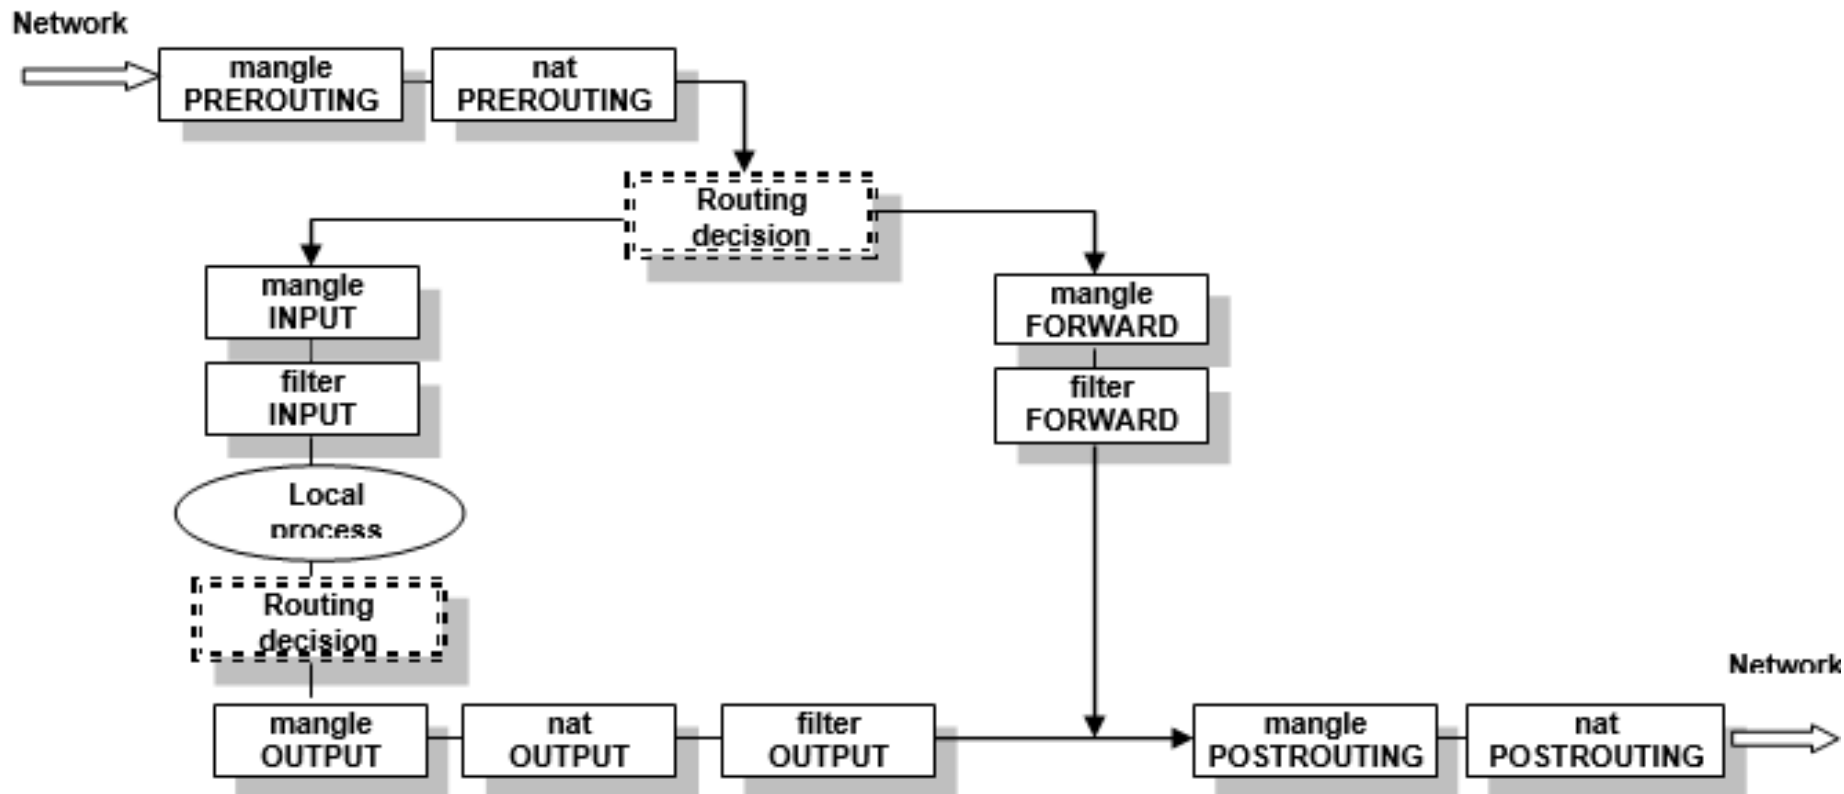 Network
mangle
PREROUTING
nat
PREROUTING
Routing
decision
mangle
INPUT
filter
INPUT
Local
process
Routing
decision
mangle
FORWARD
filter
FORWARD
mangle
OUTPUT
nat
OUTPUT
filter
OUTPUT
mangle
POSTROUTING
nat
POSTROUTING
Network